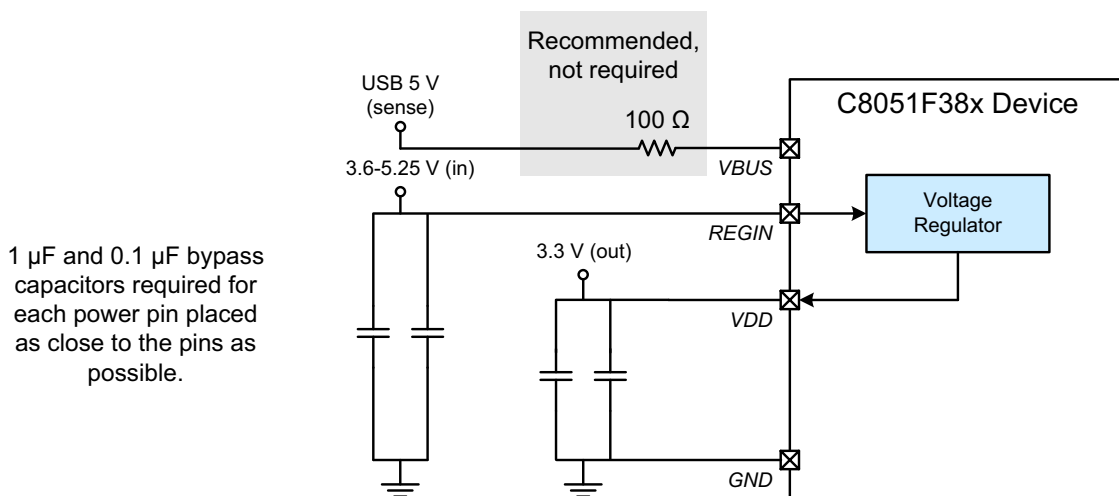 Recommended,
not required
USB 5 V
(sense)
100 Ω
C8051F38x Device
VBUS
3.6-5.25 V (in)
Voltage
Regulator
REGIN
1 µF and 0.1 µF bypass
capacitors required for
each power pin placed
as close to the pins as
possible.
3.3 V (out)
VDD
GND